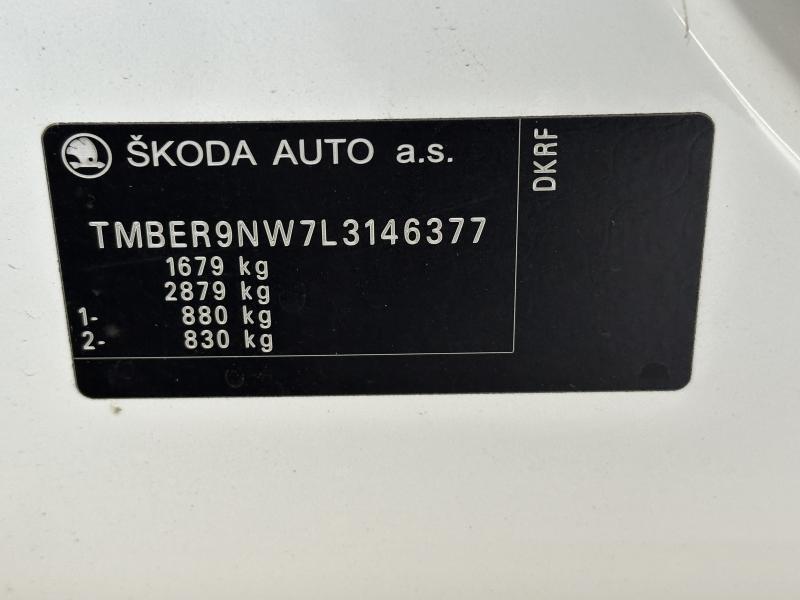 ŠKODA AUTO a.s.
DKRF
TMBER9NW7L3146377
1679 kg
2879 kg
1- 880 kg
2- 830 kg